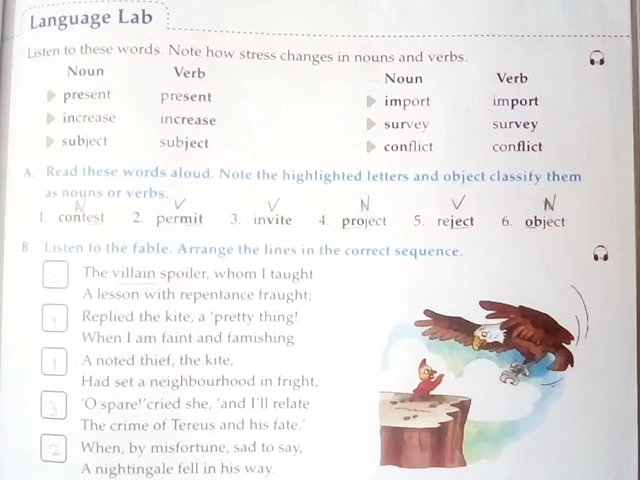 Language Lab
Listen to these words. Note how stress changes in nouns and verbs.
Noun Verb Noun Verb
present present import import
increase increase survey survey
subject subject conflict conflict
A. Read these words aloud. Note the highlighted letters and object classify them
as nouns or verbs.
N V V N V N
1. contest 2. permit 3. invite 4. project 5. reject 6. object
B. Listen to the fable. Arrange the lines in the correct sequence.
The villain spoiler, whom I taught
A lesson with repentance fraught;
4 Replied the kite, a 'pretty thing!
When I am faint and famishing
1 A noted thief, the kite,
Had set a neighbourhood in fright,
3 'O spare!'cried she, 'and I'll relate
The crime of Tereus and his fate.'
2 When, by misfortune, sad to say,
A nightingale fell in his way.